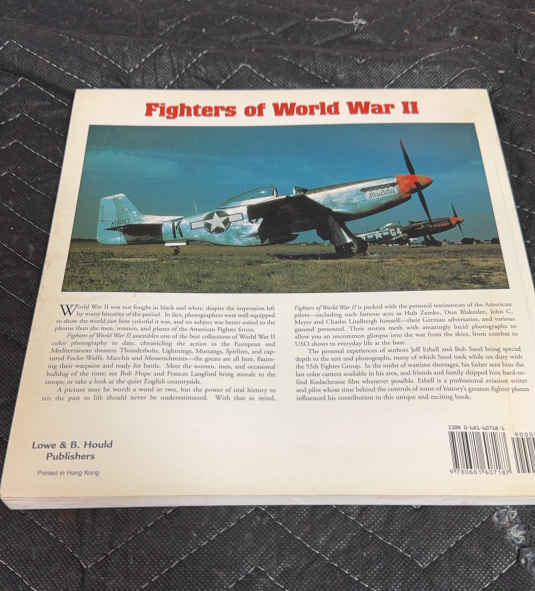 Fighters of World War II
World War II was not fought in black and white, despite the impression left
by many histories of the period. In fact, photographers were well equipped
to show the world just how colorful it was, and no subject was better suited to the
photos than the men, women, and planes of the American Fighter forces.
Fighters of World War II assembles one of the best collections of World War II
color photography to date, chronicling the action in the European and
Mediterranean theaters. Thunderbolts, Lightnings, Mustangs, Spitfires, and cap-
tured Focke-Wulfs, Macchis and Messerschmitts—the greats are all here, flaunt-
ing their warpaint and ready for battle. Meet the women, men, and occasional
bulldog of the front; see Bob Hope and Frances Langford bring morale to the
troops; or take a look at the quiet English countryside.
A picture may be worth a word or two, but the power of oral history to
tell the past to life should never be underestimated. With that in mind,
Fighters of World War II is packed with the personal testimonies of the American
pilots—including such famous aces as Hub Zemke, Don Blakeslee, John C.
Meyer and Charles Lindbergh himself—their German adversaries, and various
ground personnel. Their stories mesh with amazingly lucid photographs to
allow you an uncommon glimpse into the war from the skies, from combat to
USO shows to everyday life at the base.
The personal experiences of authors Jeff Ethell and Bob Sand bring special
depth to the text and photographs, many of which Sand took while on duty with
the 55th Fighter Group. In the midst of wartime shortages, his father sent him the
last color camera available in his area, and friends and family shipped him hard-to-
find Kodachrome film whenever possible. Ethell is a professional aviation writer
and pilot whose time behind the controls of some of history's greatest fighter planes
influenced his contribution to this unique and exciting book.
Lowe & B. Hould
Publishers
Printed in Hong Kong
ISBN 0-681-60718-1
9 780681 607187